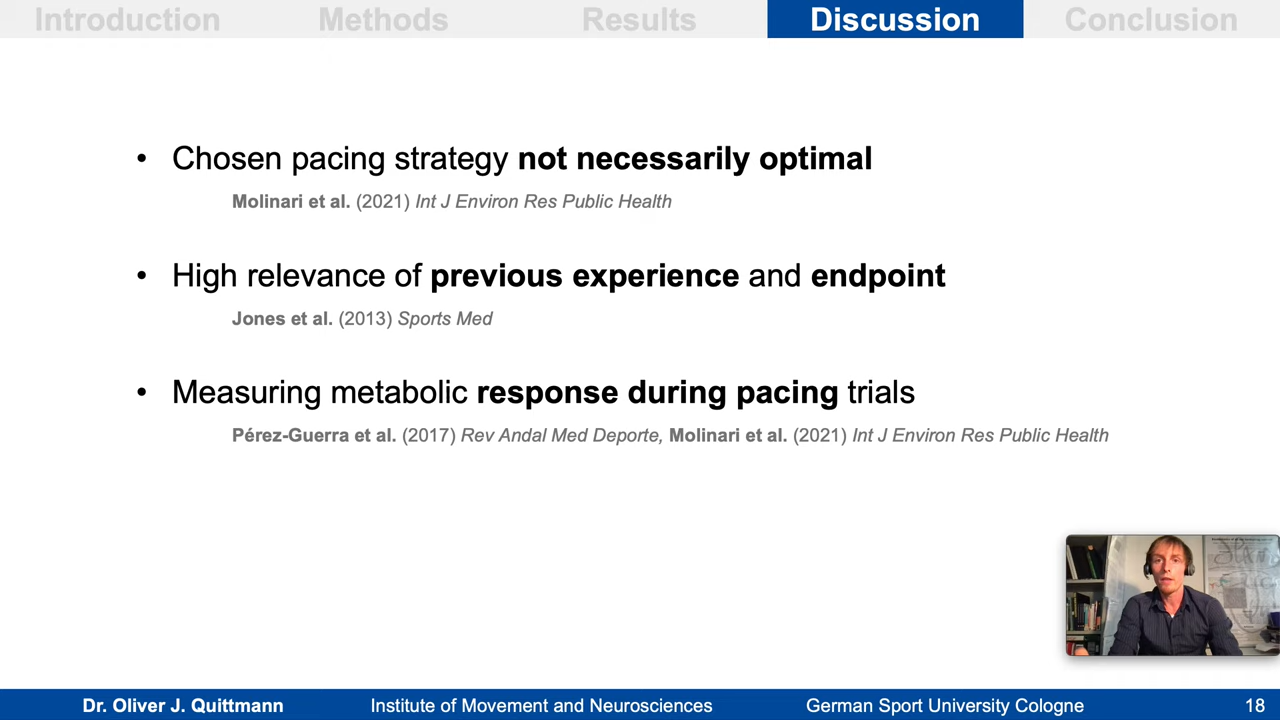 Introduction Methods Results Discussion Conclusion
• Chosen pacing strategy not necessarily optimal
Molinari et al. (2021) Int J Environ Res Public Health
• High relevance of previous experience and endpoint
Jones et al. (2013) Sports Med
• Measuring metabolic response during pacing trials
Pérez-Guerra et al. (2017) Rev Andal Med Deporte, Molinari et al. (2021) Int J Environ Res Public Health
Dr. Oliver J. Quittmann Institute of Movement and Neurosciences German Sport University Cologne 18